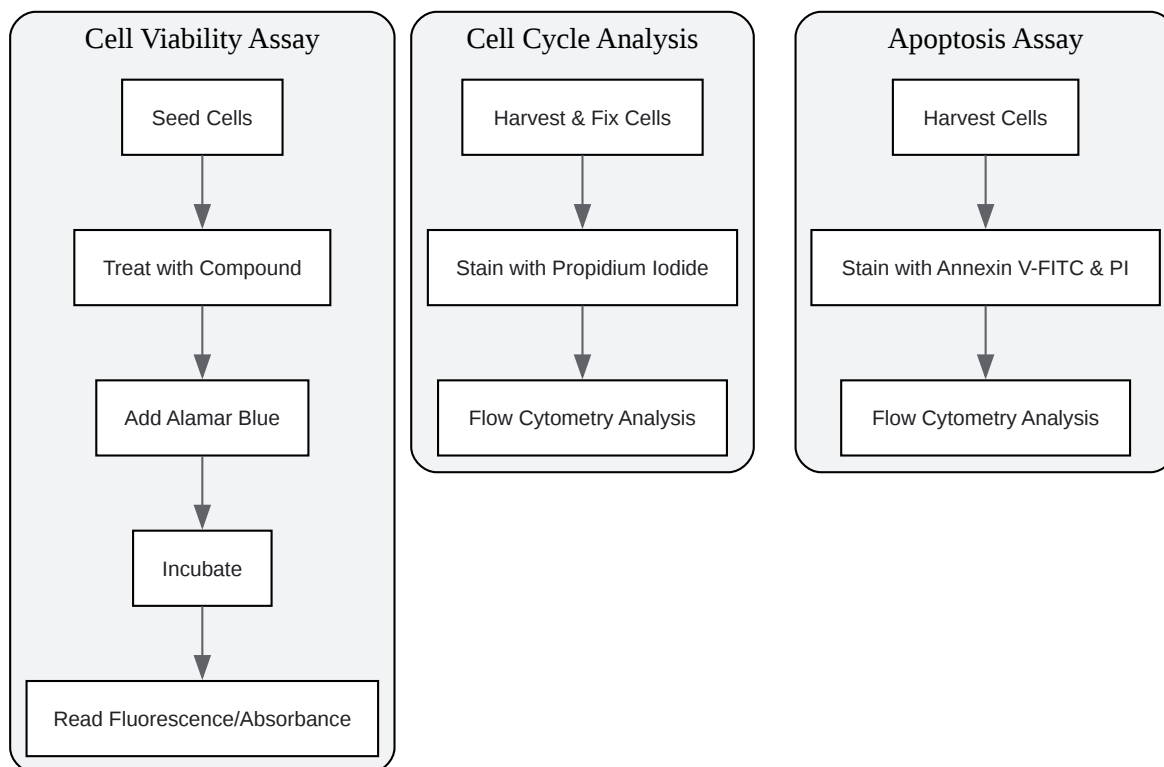 Cell Viability Assay
Seed Cells
Treat with Compound
Add Alamar Blue
Incubate
Read Fluorescence/Absorbance
Cell Cycle Analysis
Harvest & Fix Cells
Stain with Propidium Iodide
Flow Cytometry Analysis
Apoptosis Assay
Harvest Cells
Stain with Annexin V-FITC & PI
Flow Cytometry Analysis